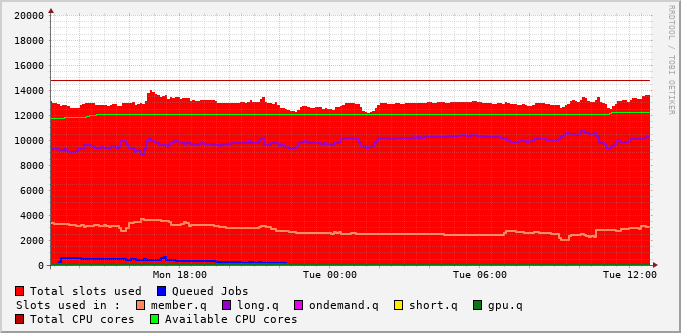 RRDTOOL / TOBI OETIKER
20000
18000
16000
14000
12000
10000
8000
6000
4000
2000
0
Mon 18:00 Tue 00:00 Tue 06:00 Tue 12:00
Total slots used Queued Jobs
Slots used in : member.q long.q ondemand.q short.q gpu.q
Total CPU cores Available CPU cores